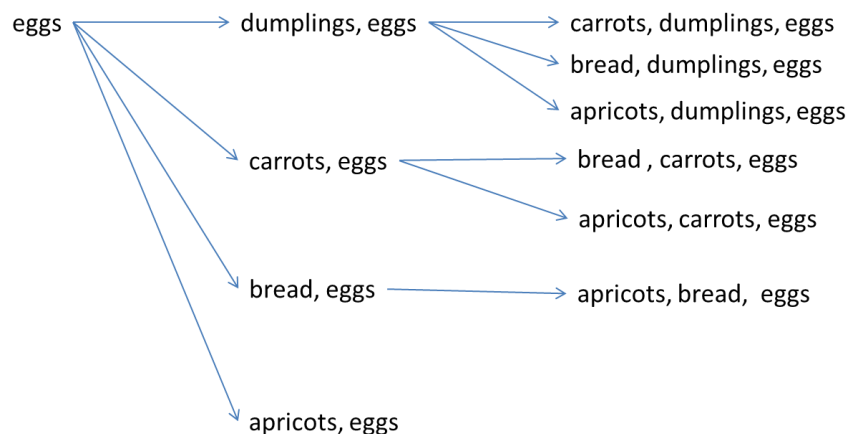 eggs
dumplings, eggs
carrots, dumplings, eggs
bread, dumplings, eggs
apricots, dumplings, eggs
carrots, eggs
bread , carrots, eggs
apricots, carrots, eggs
bread, eggs
apricots, bread,  eggs
apricots, eggs